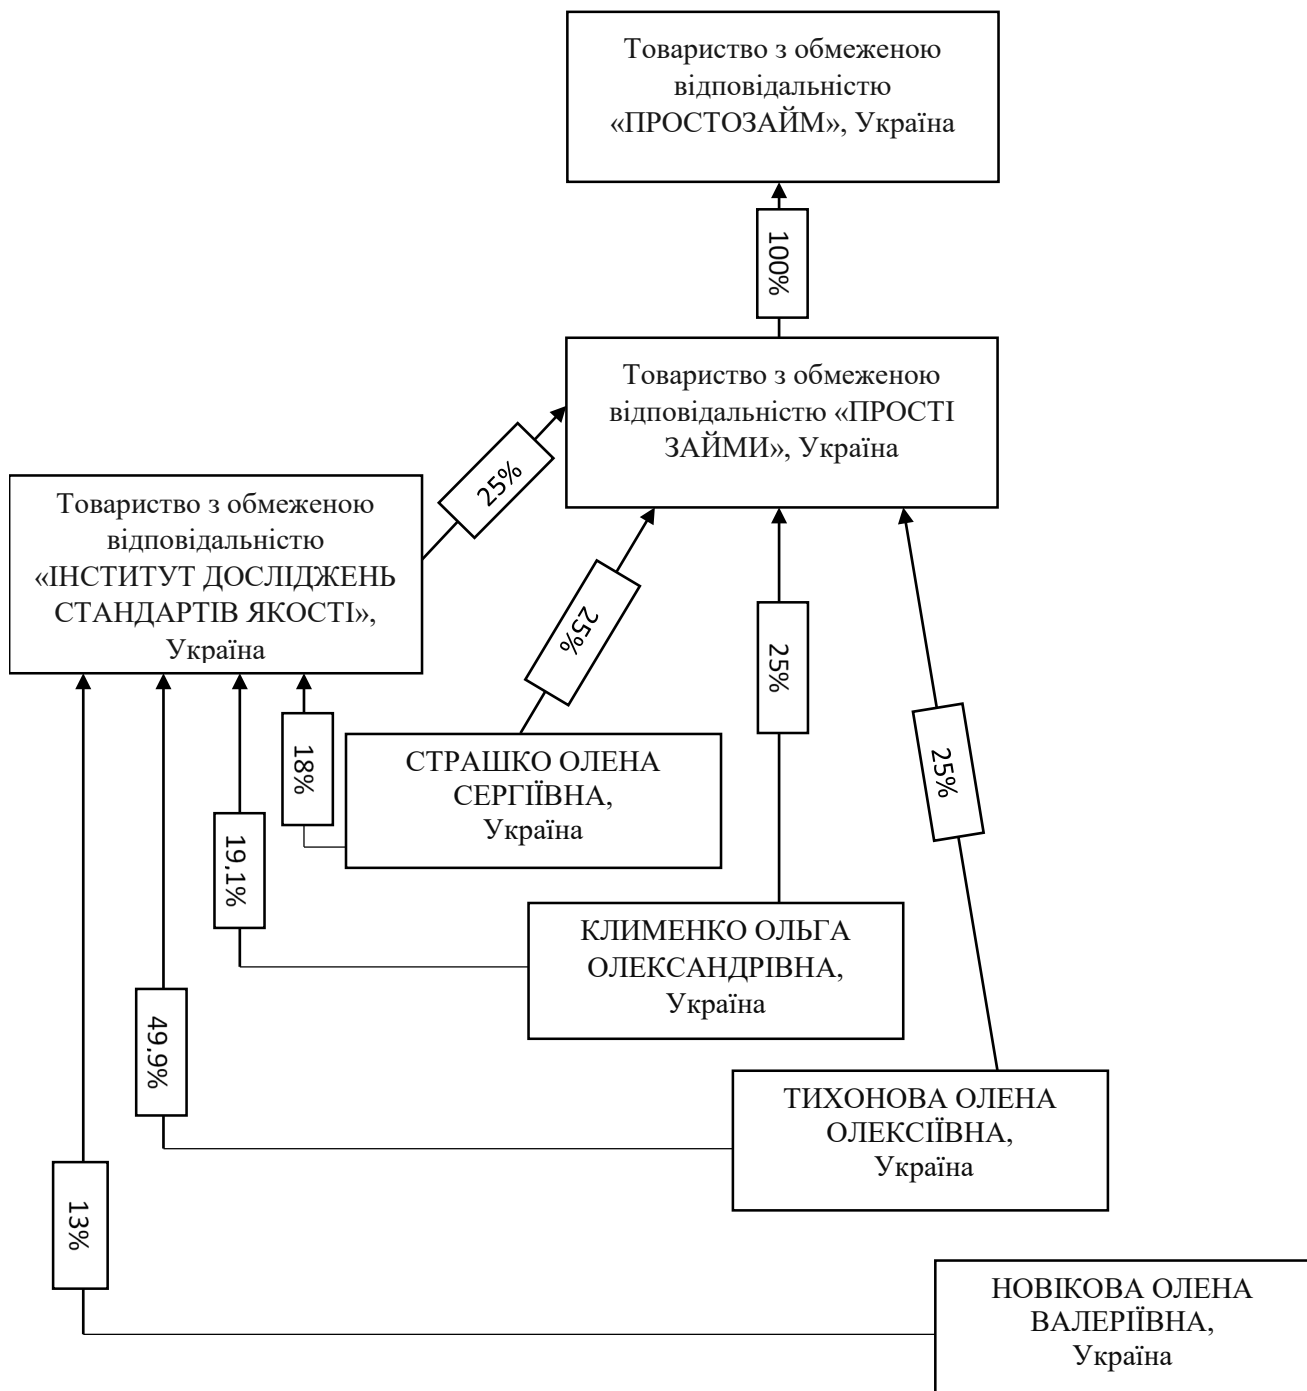 Товариство з обмеженою
відповідальністю
«ПРОСТОЗАЙМ», Україна
100%
Товариство з обмеженою
відповідальністю «ПРОСТІ
ЗАЙМИ», Україна
25%
Товариство з обмеженою
відповідальністю
«ІНСТИТУТ ДОСЛІДЖЕНЬ
СТАНДАРТІВ ЯКОСТІ»,
Україна
25%
25%
25%
18%
СТРАШКО ОЛЕНА
СЕРГІЇВНА,
Україна
19,1%
КЛИМЕНКО ОЛЬГА
ОЛЕКСАНДРІВНА,
Україна
49,9%
ТИХОНОВА ОЛЕНА
ОЛЕКСІЇВНА,
Україна
13%
НОВІКОВА ОЛЕНА
ВАЛЕРІЇВНА,
Україна